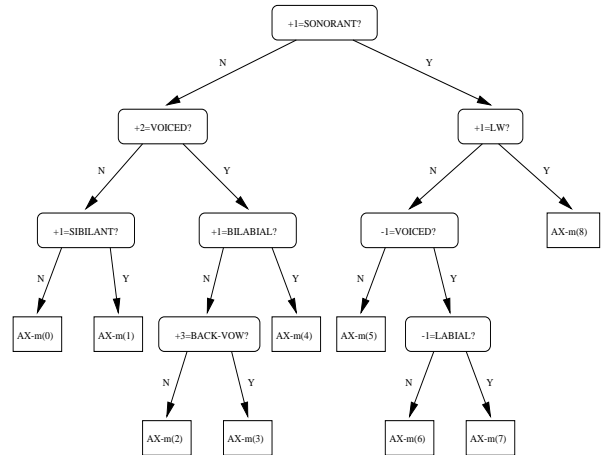 +1=SONORANT?
N
Y
+2=VOICED?
+1=LW?
N
Y
N
Y
+1=SIBILANT?
+1=BILABIAL?
-1=VOICED?
AX-m(8)
N
Y
N
Y
N
Y
AX-m(0)
AX-m(1)
+3=BACK-VOW?
AX-m(4)
AX-m(5)
-1=LABIAL?
N
Y
N
Y
AX-m(2)
AX-m(3)
AX-m(6)
AX-m(7)